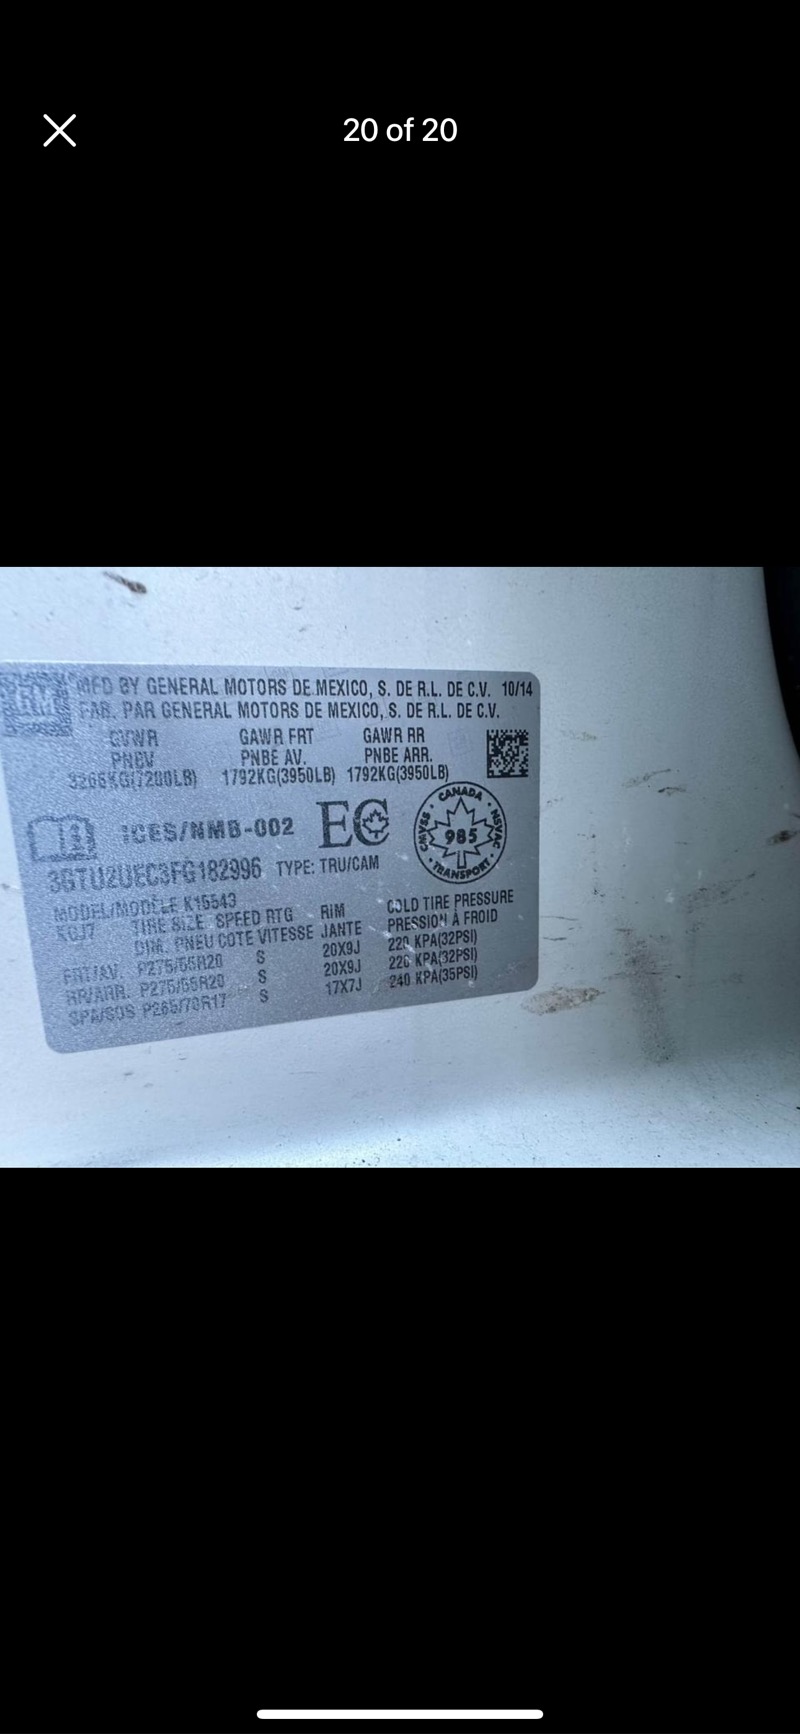 20 of 20
MFD BY GENERAL MOTORS DE MEXICO, S. DE R.L. DE C.V. 10/14
FAB. PAR GENERAL MOTORS DE MEXICO, S. DE R.L. DE C.V.
GVWR GAWR FRT GAWR RR
PNBV PNBE AV. PNBE ARR.
3266KG(7200LB) 1792KG(3950LB) 1792KG(3950LB)
ICES/NMB-002 EC
CANADA
CMVSS 985 NSVAC
TRANSPORT
3GTU2UEC3FG182996 TYPE: TRU/CAM
MODEL/MODÈLE K15543
TIRE SIZE SPEED RTG RIM COLD TIRE PRESSURE
DIM. PNEU COTE VITESSE JANTE PRESSION À FROID
FRT/AV. P275/55R20 S 20X9J 220 KPA(32PSI)
RR/ARR. P275/55R20 S 20X9J 220 KPA(32PSI)
SPA/SOS P265/70R17 S 17X7J 240 KPA(35PSI)